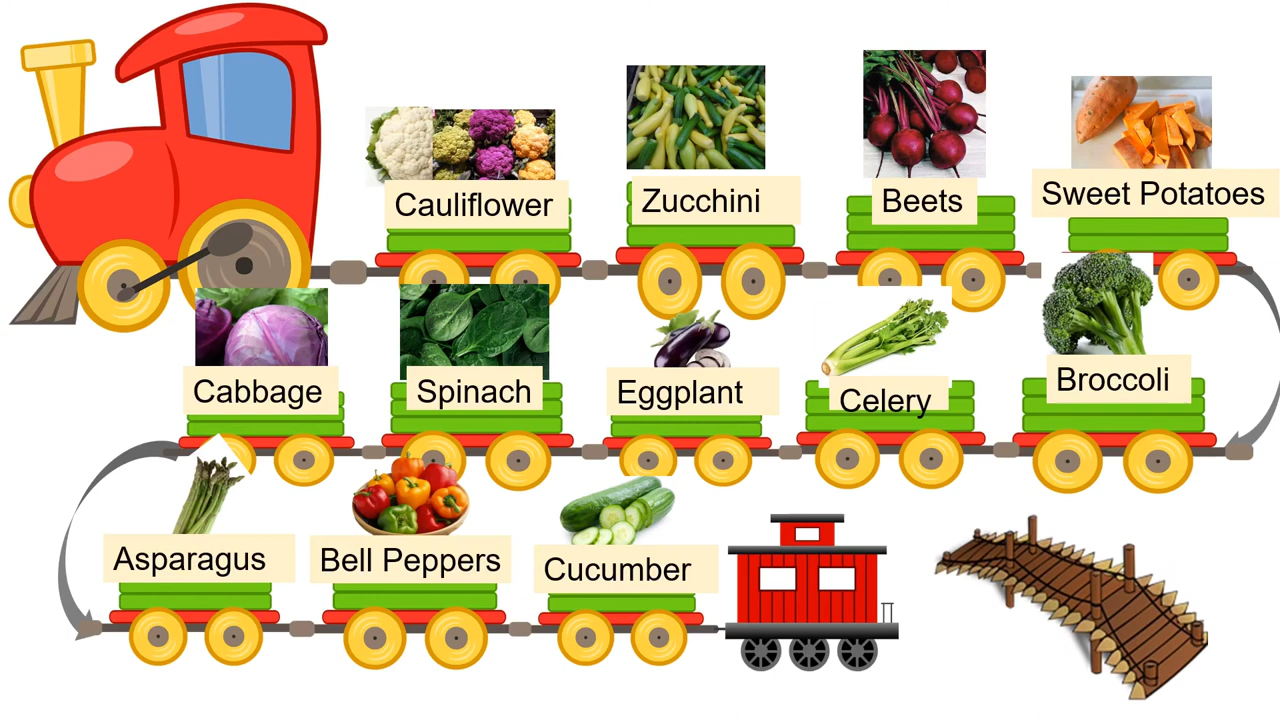 Cauliflower
Zucchini
Beets
Sweet Potatoes
Broccoli
Celery
Eggplant
Spinach
Cabbage
Asparagus
Bell Peppers
Cucumber